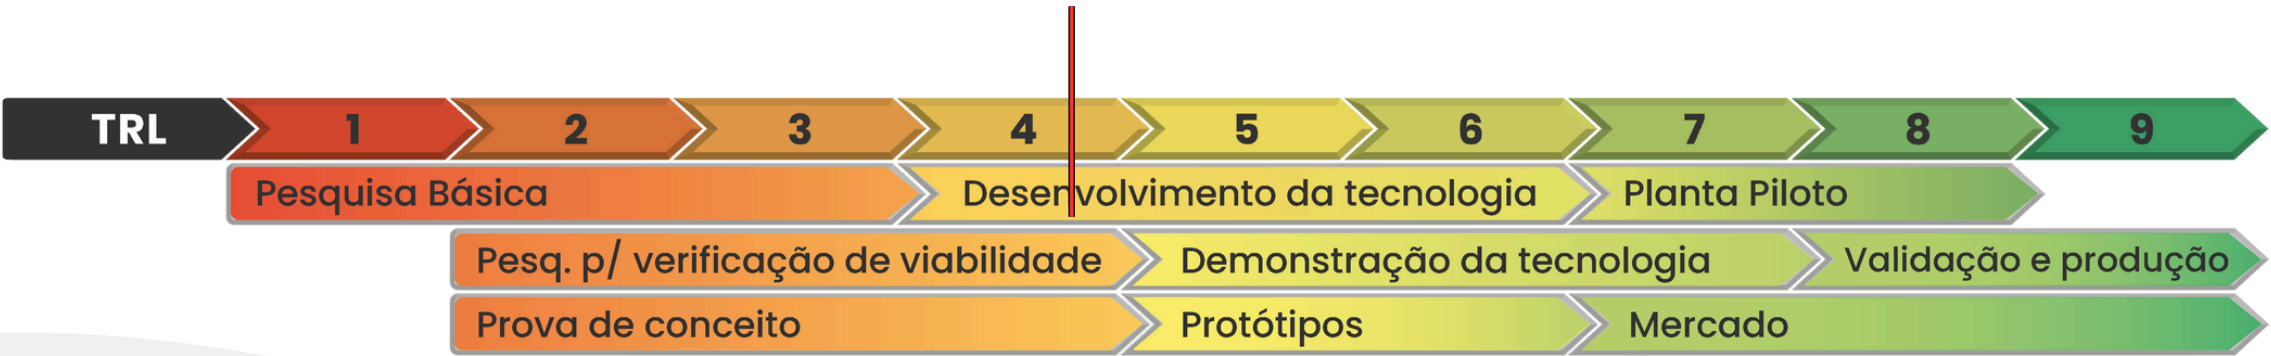 TRL 1 2 3 4 5 6 7 8 9
Pesquisa Básica Desenvolvimento da tecnologia Planta Piloto
Pesq. p/ verificação de viabilidade Demonstração da tecnologia Validação e produção
Prova de conceito Protótipos Mercado